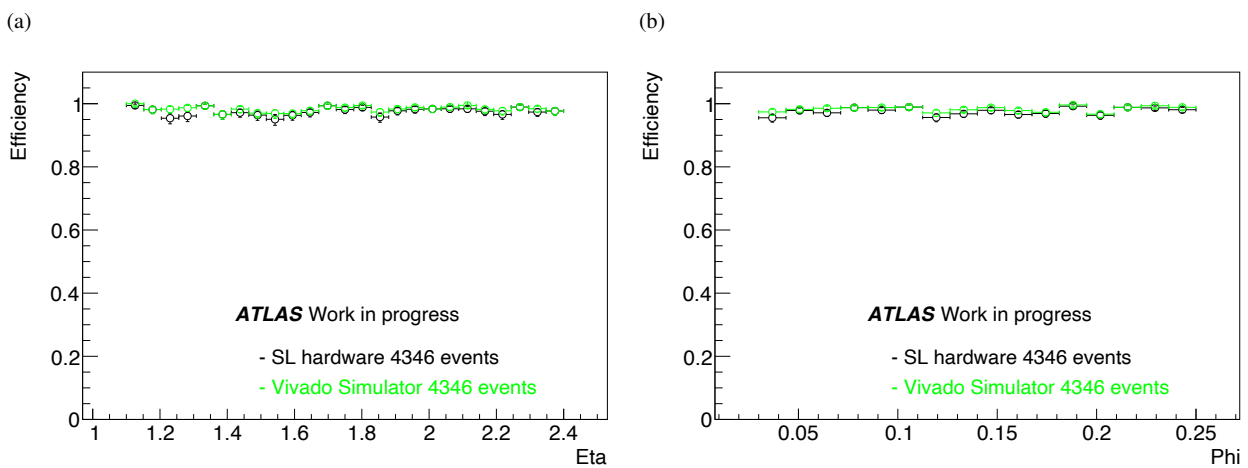 (a)
Efficiency
1
0.8
0.6
0.4
0.2
0
ATLAS Work in progress
- SL hardware 4346 events
- Vivado Simulator 4346 events
1 1.2 1.4 1.6 1.8 2 2.2 2.4
Eta
(b)
Efficiency
1
0.8
0.6
0.4
0.2
0
ATLAS Work in progress
- SL hardware 4346 events
- Vivado Simulator 4346 events
0.05 0.1 0.15 0.2 0.25
Phi